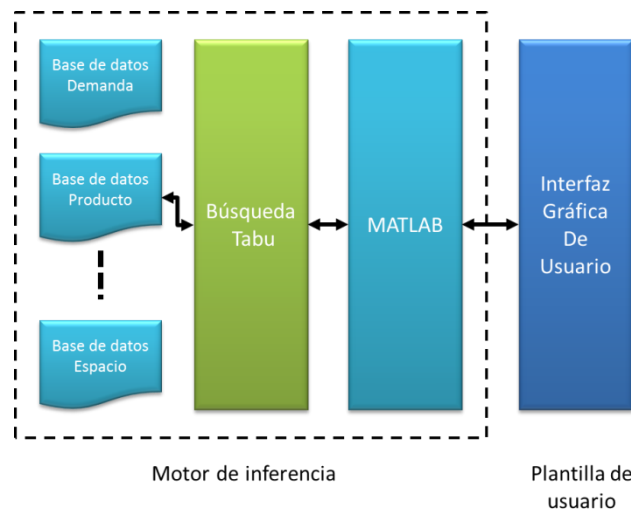 Base de datos
Demanda
Base de datos
Producto
Base de datos
Espacio
Búsqueda
Tabu
MATLAB
Interfaz
Gráfica
De
Usuario
Motor de inferencia
Plantilla de
usuario